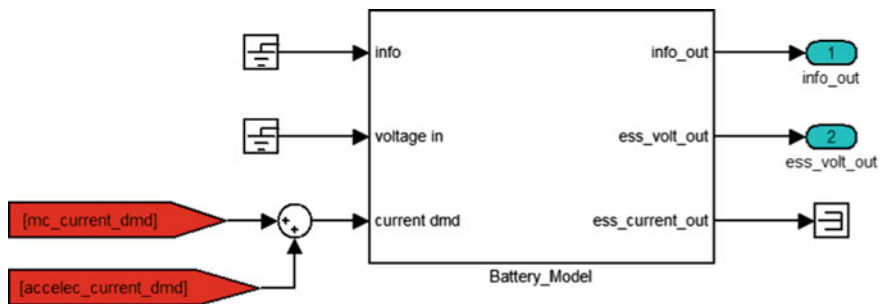 info
info_out
1
info_out
voltage in
ess_volt_out
2
ess_volt_out
[mc_current_dmd]
+
+
current dmd
ess_current_out
[accelec_current_dmd]
Battery_Model